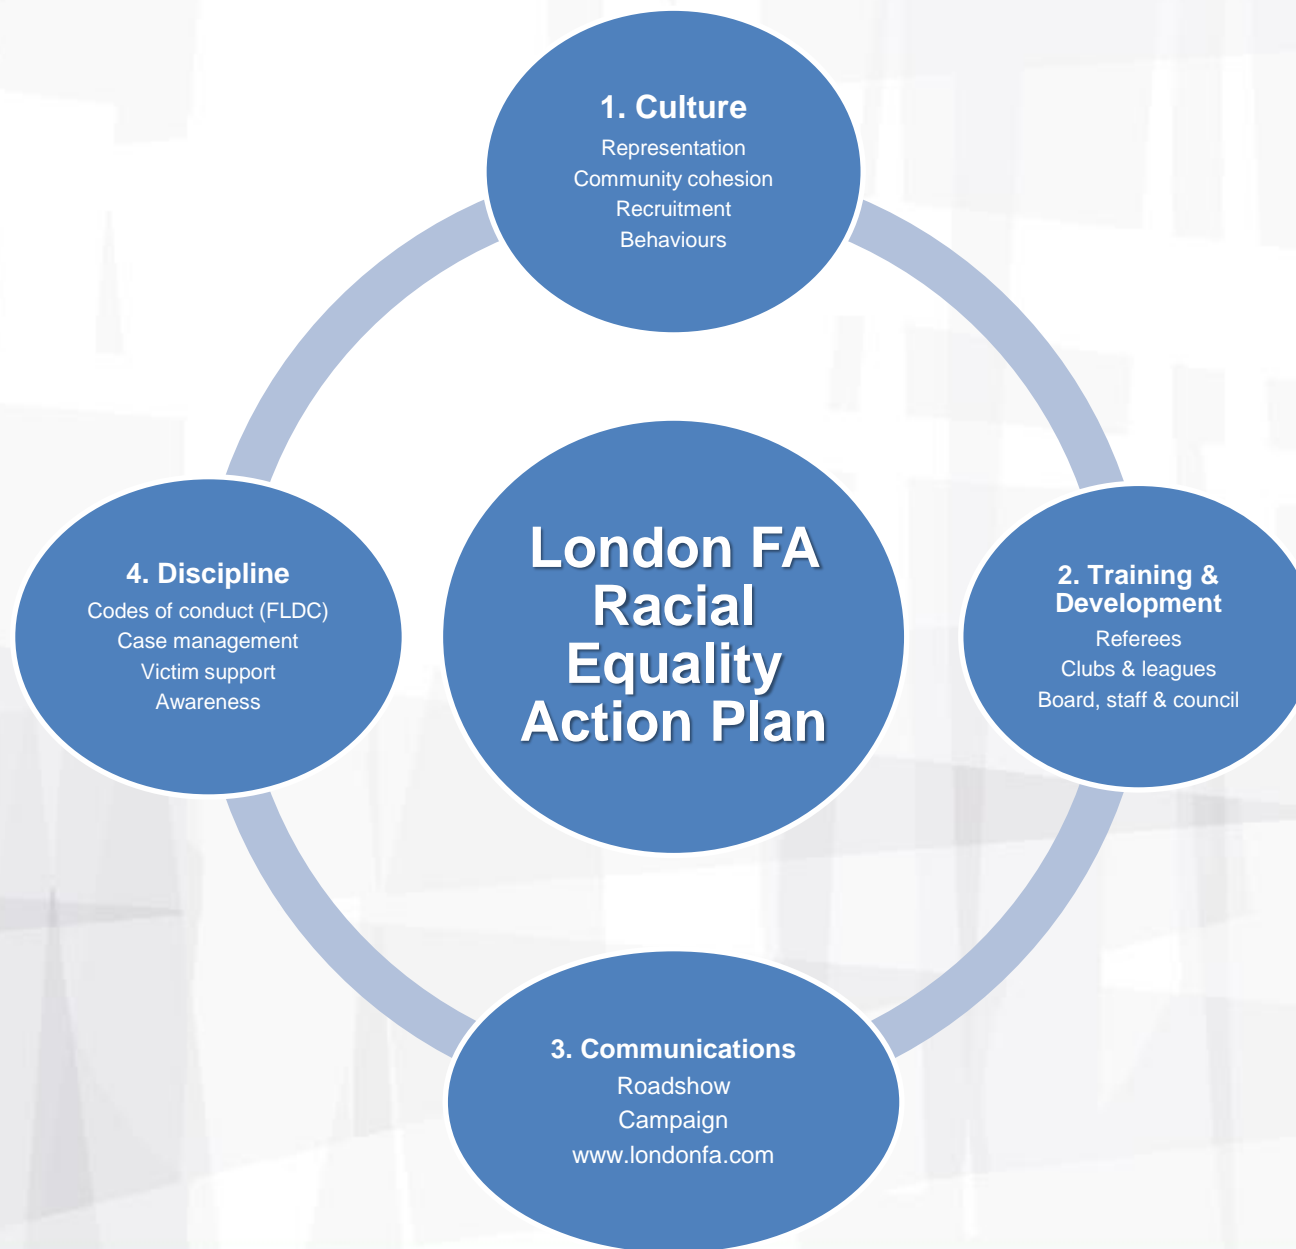 1. Culture
Representation
Community cohesion
Recruitment
Behaviours
London FA
Racial
Equality
Action Plan
2. Training &
Development
Referees
Clubs & leagues
Board, staff & council
3. Communications
Roadshow
Campaign
www.londonfa.com
4. Discipline
Codes of conduct (FLDC)
Case management
Victim support
Awareness